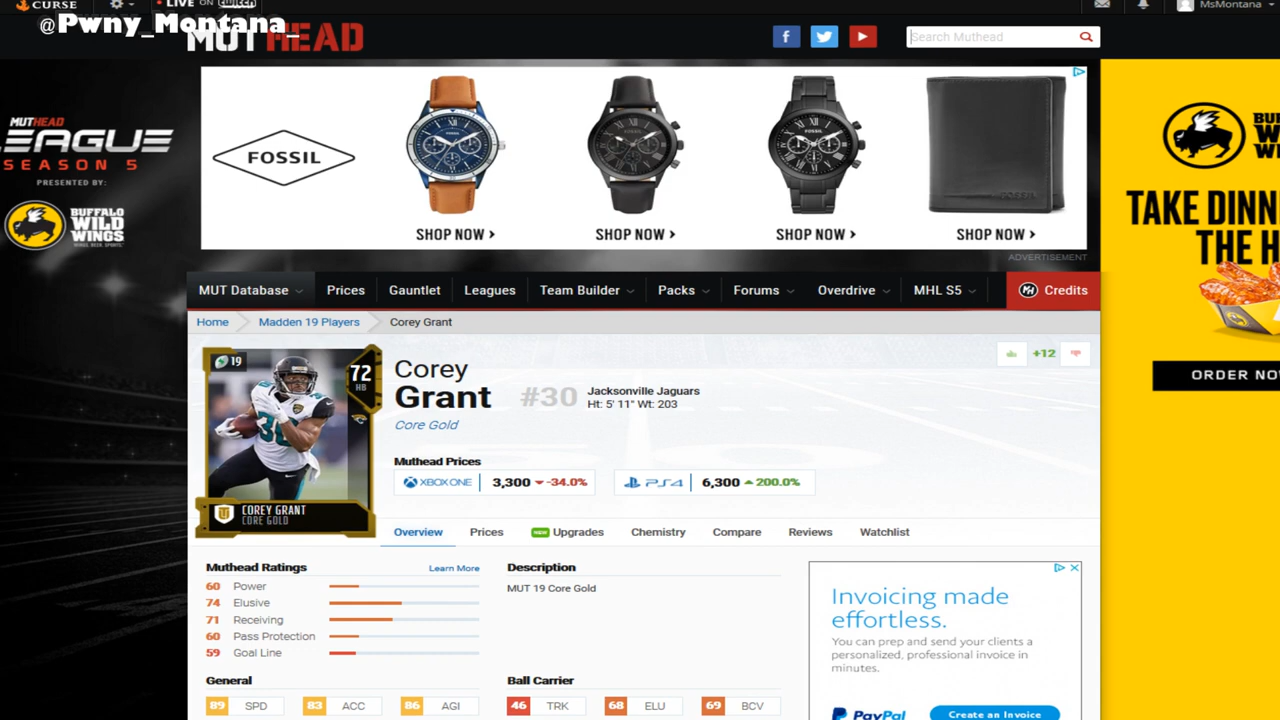 CURSE
LIVE ON twitch
MsMontana
@Pwny_Montana_
MUTHEAD
Search Muthead
MUTHEAD
LEAGUE
SEASON 5
PRESENTED BY:
BUFFALO
WILD
WINGS
FOSSIL
SHOP NOW >
SHOP NOW >
SHOP NOW >
SHOP NOW >
FOSSIL
ADVERTISEMENT
TAKE DINN
THE H
ORDER NO
MUT Database
Prices
Gauntlet
Leagues
Team Builder
Packs
Forums
Overdrive
MHL S5
Credits
Home
Madden 19 Players
Corey Grant
19
72
HB
COREY GRANT
CORE GOLD
Corey
Grant
#30
Jacksonville Jaguars
Ht: 5' 11" Wt: 203
Core Gold
+12
Muthead Prices
XBOX ONE 3,300 -34.0%
PS4 6,300 200.0%
Overview
Prices
NEW Upgrades
Chemistry
Compare
Reviews
Watchlist
Muthead Ratings
Learn More
60 Power
74 Elusive
71 Receiving
60 Pass Protection
59 Goal Line
Description
MUT 19 Core Gold
General
89 SPD
83 ACC
86 AGI
Ball Carrier
46 TRK
68 ELU
69 BCV
Invoicing made
effortless.
You can prep and send your clients a
personalized, professional invoice in
minutes.
PayPal
Create an Invoice